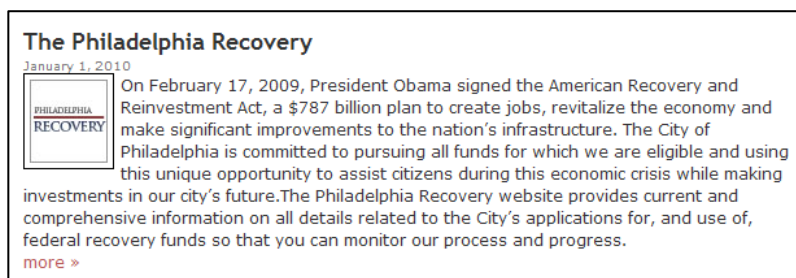 The Philadelphia Recovery
January 1, 2010
PHILADELPHIA
RECOVERY
On February 17, 2009, President Obama signed the American Recovery and
Reinvestment Act, a $787 billion plan to create jobs, revitalize the economy and
make significant improvements to the nation’s infrastructure. The City of
Philadelphia is committed to pursuing all funds for which we are eligible and using
this unique opportunity to assist citizens during this economic crisis while making
investments in our city’s future.The Philadelphia Recovery website provides current and
comprehensive information on all details related to the City’s applications for, and use of,
federal recovery funds so that you can monitor our process and progress.
more »